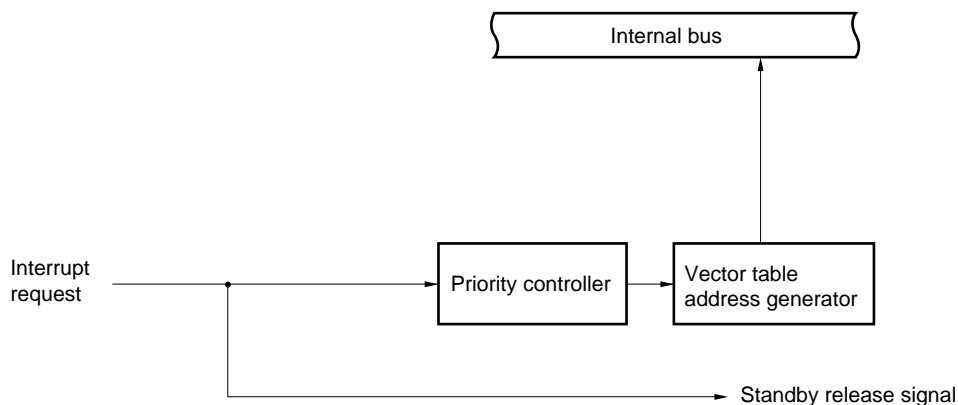 Internal bus
Interrupt
request
Priority controller
Vector table
address generator
Standby release signal